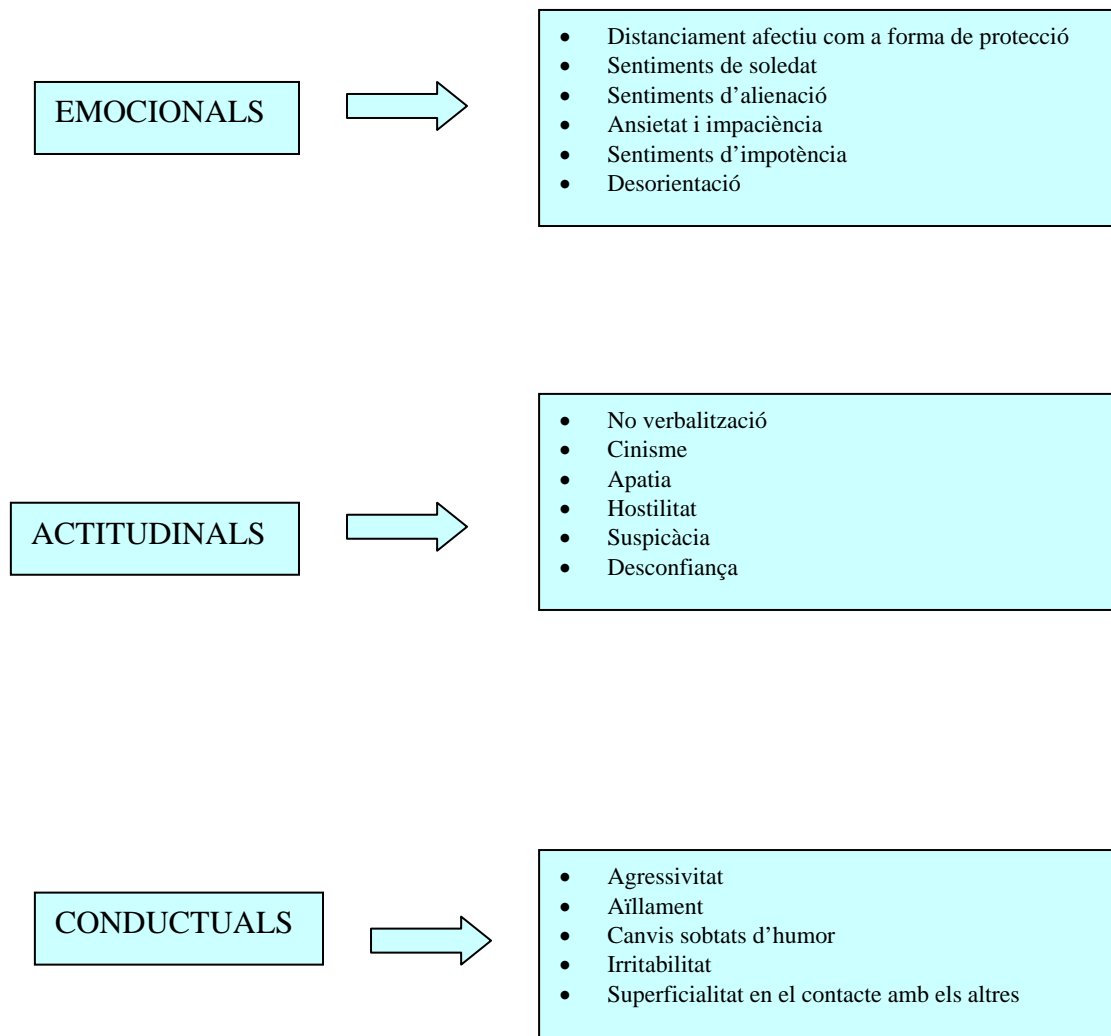 EMOCIONALS
• Distanciament afectiu com a forma de protecció
• Sentiments de soledat
• Sentiments d’alienació
• Ansietat i impaciència
• Sentiments d’impotència
• Desorientació
ACTITUDINALS
• No verbalització
• Cinisme
• Apatia
• Hostilitat
• Suspicàcia
• Desconfiança
CONDUCTUALS
• Agressivitat
• Aïllament
• Canvis sobtats d’humor
• Irritabilitat
• Superficialitat en el contacte amb els altres